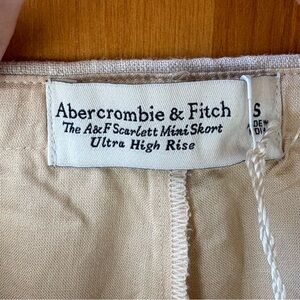 Abercrombie & Fitch
The A&F Scarlett Mini Skort
Ultra High Rise
S